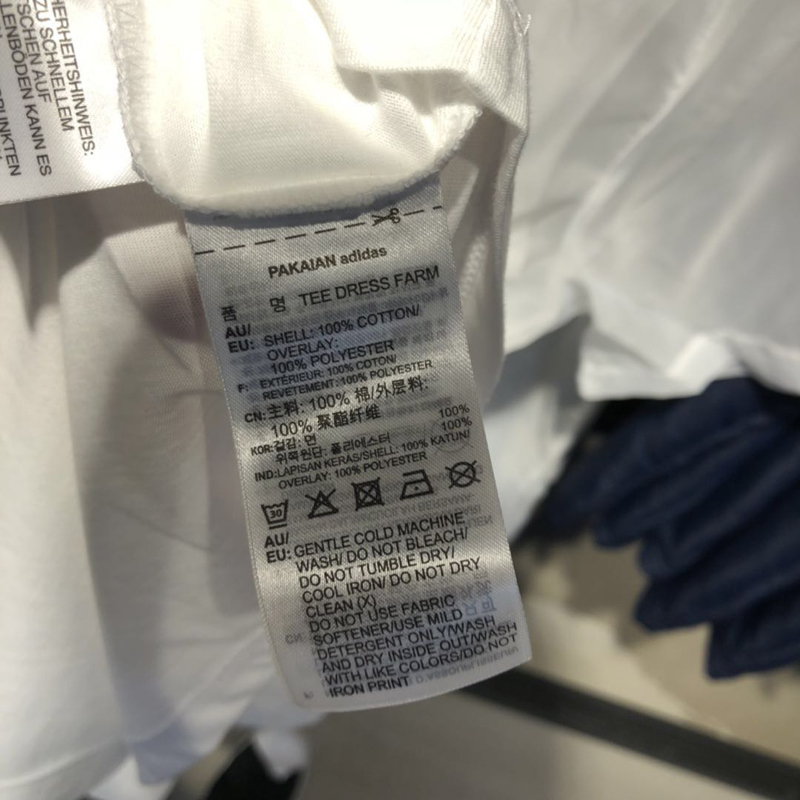 HERHEITSHINWEIS:
ZU SCHNELLEM
SCHEN AUF
LENBÖDEN KANN ES
PUNKTEN
PAKAIAN adidas
품 명 TEE DRESS FARM
AU/
EU: SHELL: 100% COTTON/
OVERLAY:
100% POLYESTER
F: EXTÉRIEUR: 100% COTON/
REVETEMENT: 100% POLYESTER
CN: 主料: 100% 棉/外层料:
100% 聚酯纤维
KOR: 겉감: 면 100%
위쪽원단: 폴리에스터 100%
IND: LAPISAN KERAS/SHELL: 100% KATUN/
OVERLAY: 100% POLYESTER
30
AU/
EU: GENTLE COLD MACHINE
WASH/ DO NOT BLEACH/
DO NOT TUMBLE DRY/
COOL IRON/ DO NOT DRY
CLEAN (X)
DO NOT USE FABRIC
SOFTENER/USE MILD
DETERGENT ONLY/WASH
AND DRY INSIDE OUT/WASH
WITH LIKE COLORS/DO NOT
IRON PRINT